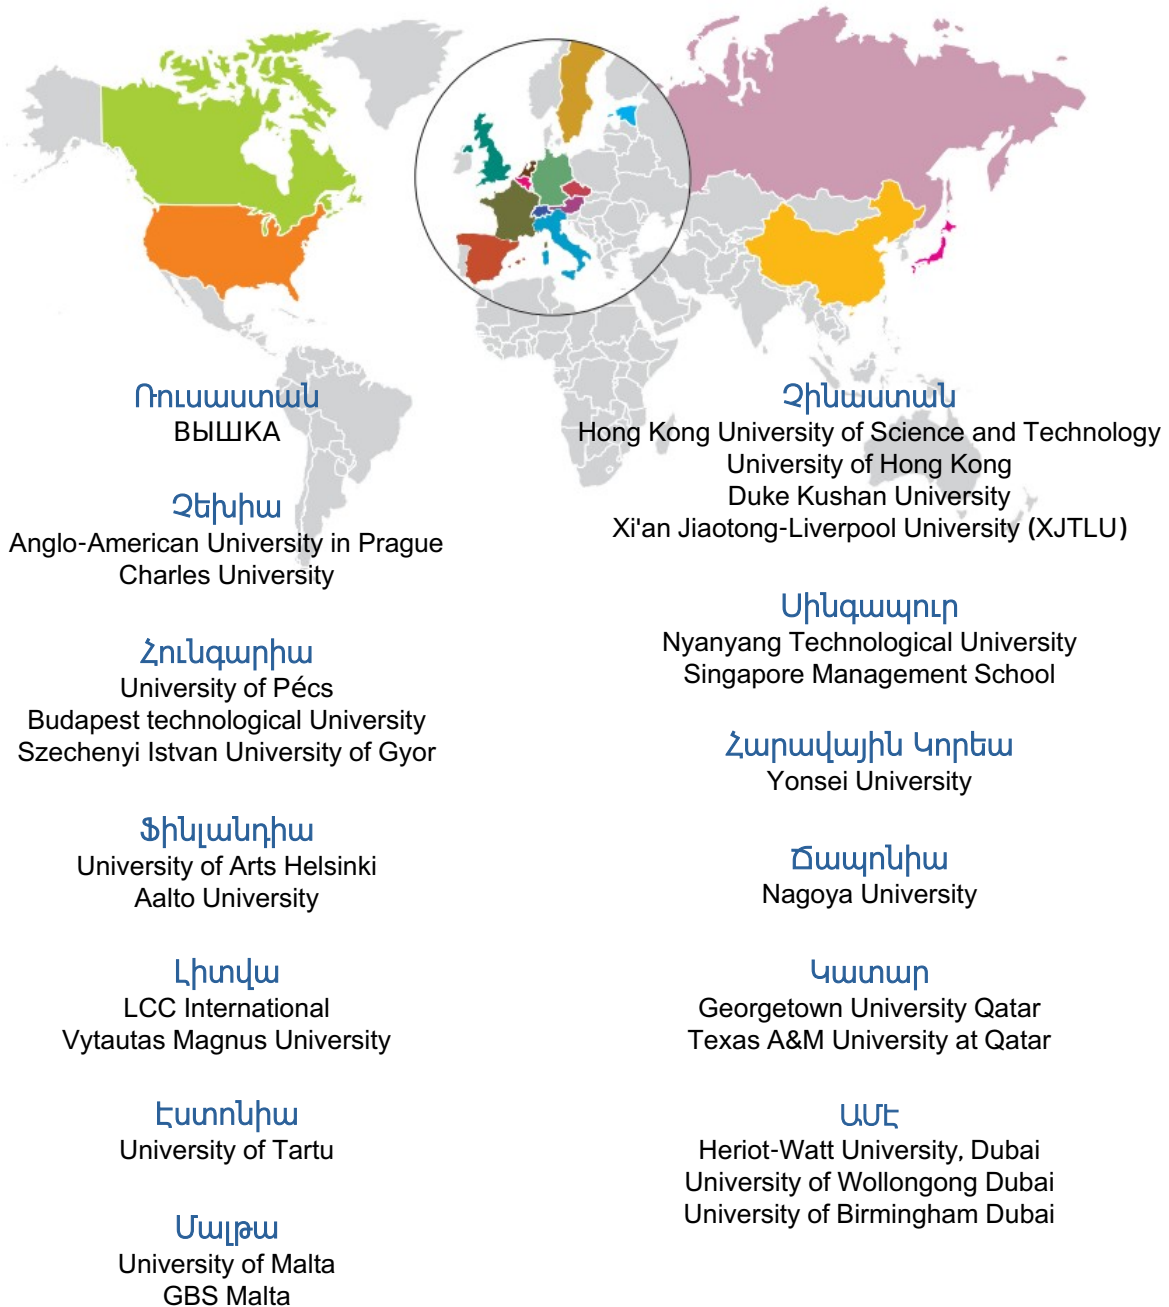 Ռուսաստան
ВЫШКА
Չեխիա
Anglo-American University in Prague
Charles University
Հունգարիա
University of Pécs
Budapest technological University
Szechenyi Istvan University of Gyor
Ֆինլանդիա
University of Arts Helsinki
Aalto University
Լիտվա
LCC International
Vytautas Magnus University
Էստոնիա
University of Tartu
Մալթա
University of Malta
GBS Malta
Չինաստան
Hong Kong University of Science and Technology
University of Hong Kong
Duke Kushan University
Xi'an Jiaotong-Liverpool University (XJTLU)
Սինգապուր
Nyanyang Technological University
Singapore Management School
Հարավային Կորեա
Yonsei University
Ճապոնիա
Nagoya University
Կատար
Georgetown University Qatar
Texas A&M University at Qatar
ԱՄԷ
Heriot-Watt University, Dubai
University of Wollongong Dubai
University of Birmingham Dubai